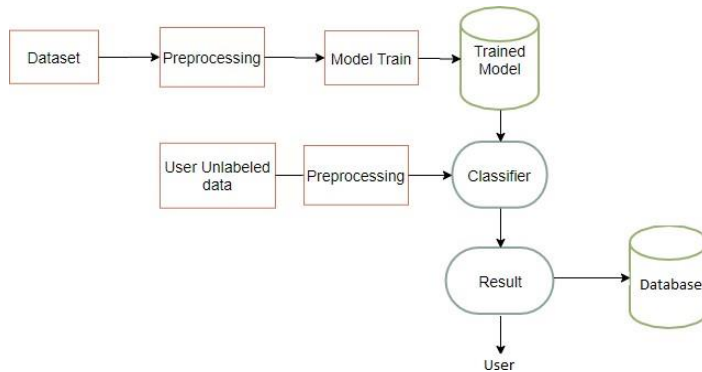 Dataset
Preprocessing
Model Train
Trained
Model
User Unlabeled
data
Preprocessing
Classifier
Result
Database
User